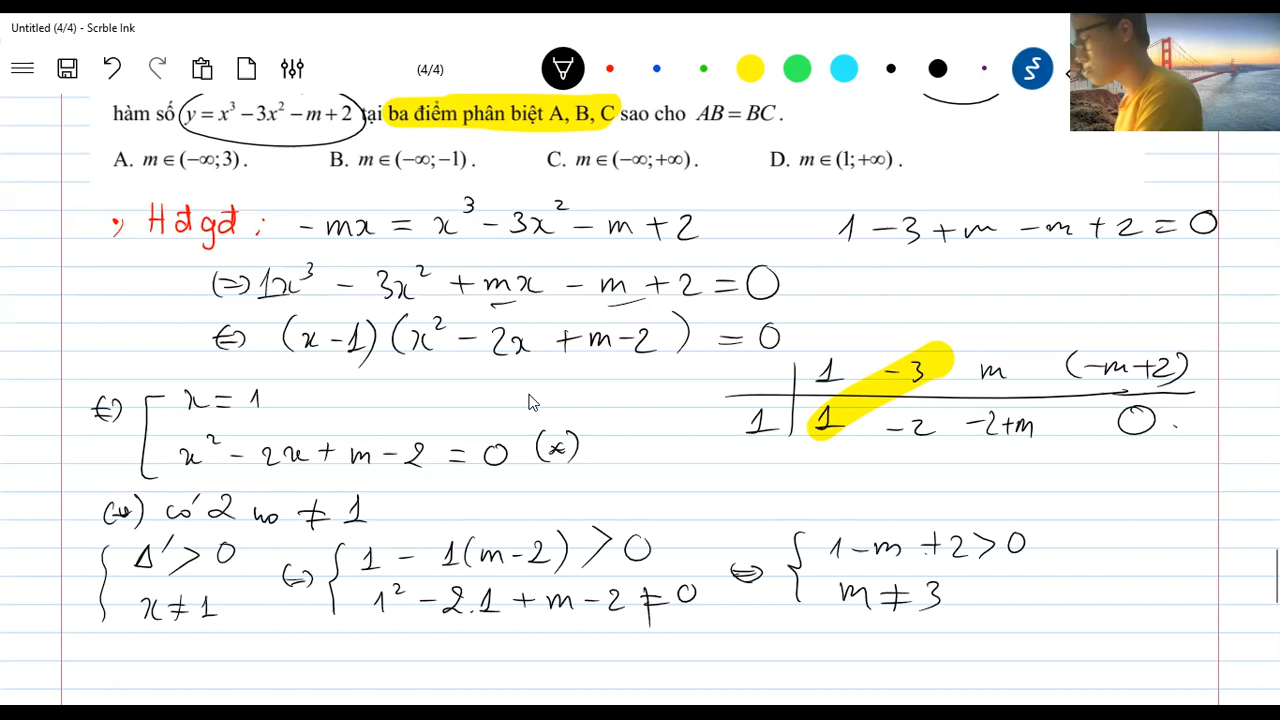 Untitled (4/4) - Scrble Ink
(4/4)
hàm số y = x³ − 3x² − m + 2 tại ba điểm phân biệt A, B, C sao cho AB = BC .
A. m ∈ (−∞; 3) . B. m ∈ (−∞; −1) . C. m ∈ (−∞; +∞) . D. m ∈ (1; +∞) .
Hđgđ : − mx = x³ − 3x² − m + 2
1 − 3 + m − m + 2 = 0
(=) 1x³ − 3x² + mx − m + 2 = 0
⇔ (x − 1)(x² − 2x + m − 2) = 0
1 −3 m (−m+2)
1 1 −2 −2+m 0 .
⇔ [ x = 1
x² − 2x + m − 2 = 0 (*)
(*) có 2 no ≠ 1
{ Δ' > 0 ⇔ { 1 − 1(m − 2) > 0 ⇔ { 1 − m + 2 > 0
x ≠ 1 1² − 2.1 + m − 2 ≠ 0 m ≠ 3